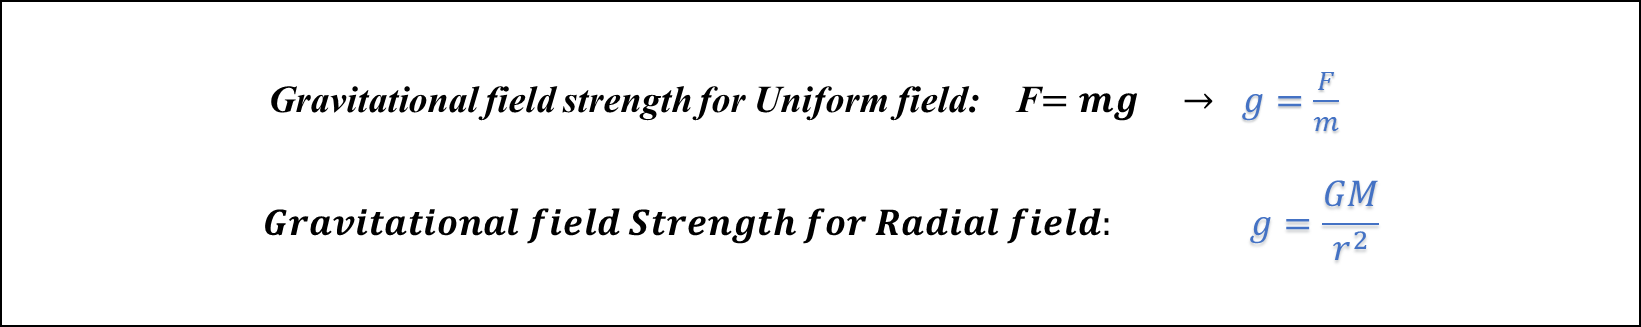 Gravitational field strength for Uniform field: F= mg → g = F/m
Gravitational field Strength for Radial field: g = GM/r²